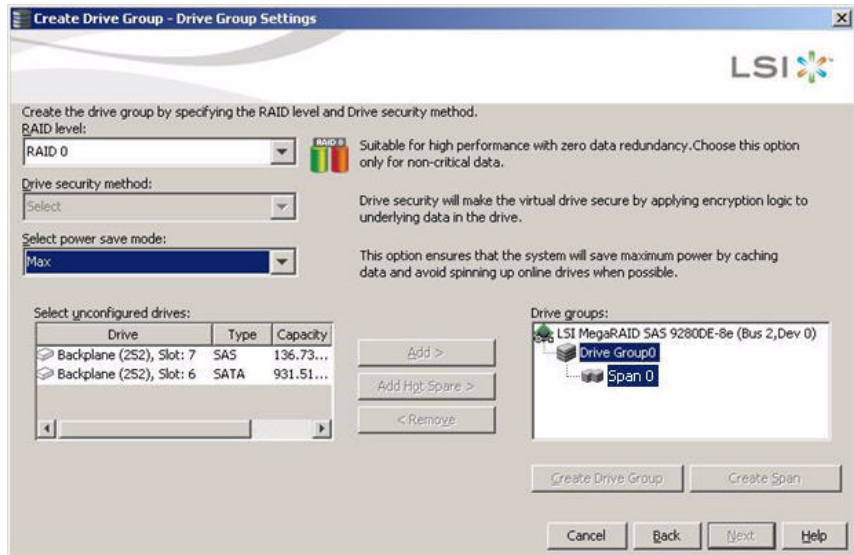 Create Drive Group - Drive Group Settings
LSI
Create the drive group by specifying the RAID level and Drive security method.
RAID level:
RAID 0
RAID 0
Suitable for high performance with zero data redundancy.Choose this option
only for non-critical data.
Drive security method:
Select
Drive security will make the virtual drive secure by applying encryption logic to
underlying data in the drive.
Select power save mode:
Max
This option ensures that the system will save maximum power by caching
data and avoid spinning up online drives when possible.
Select unconfigured drives:
Drive Type Capacity
Backplane (252), Slot: 7 SAS 136.73...
Backplane (252), Slot: 6 SATA 931.51...
Add >
Add Hot Spare >
< Remove
Drive groups:
LSI MegaRAID SAS 9280DE-8e (Bus 2,Dev 0)
Drive Group0
Span 0
Create Drive Group
Create Span
Cancel
Back
Next
Help